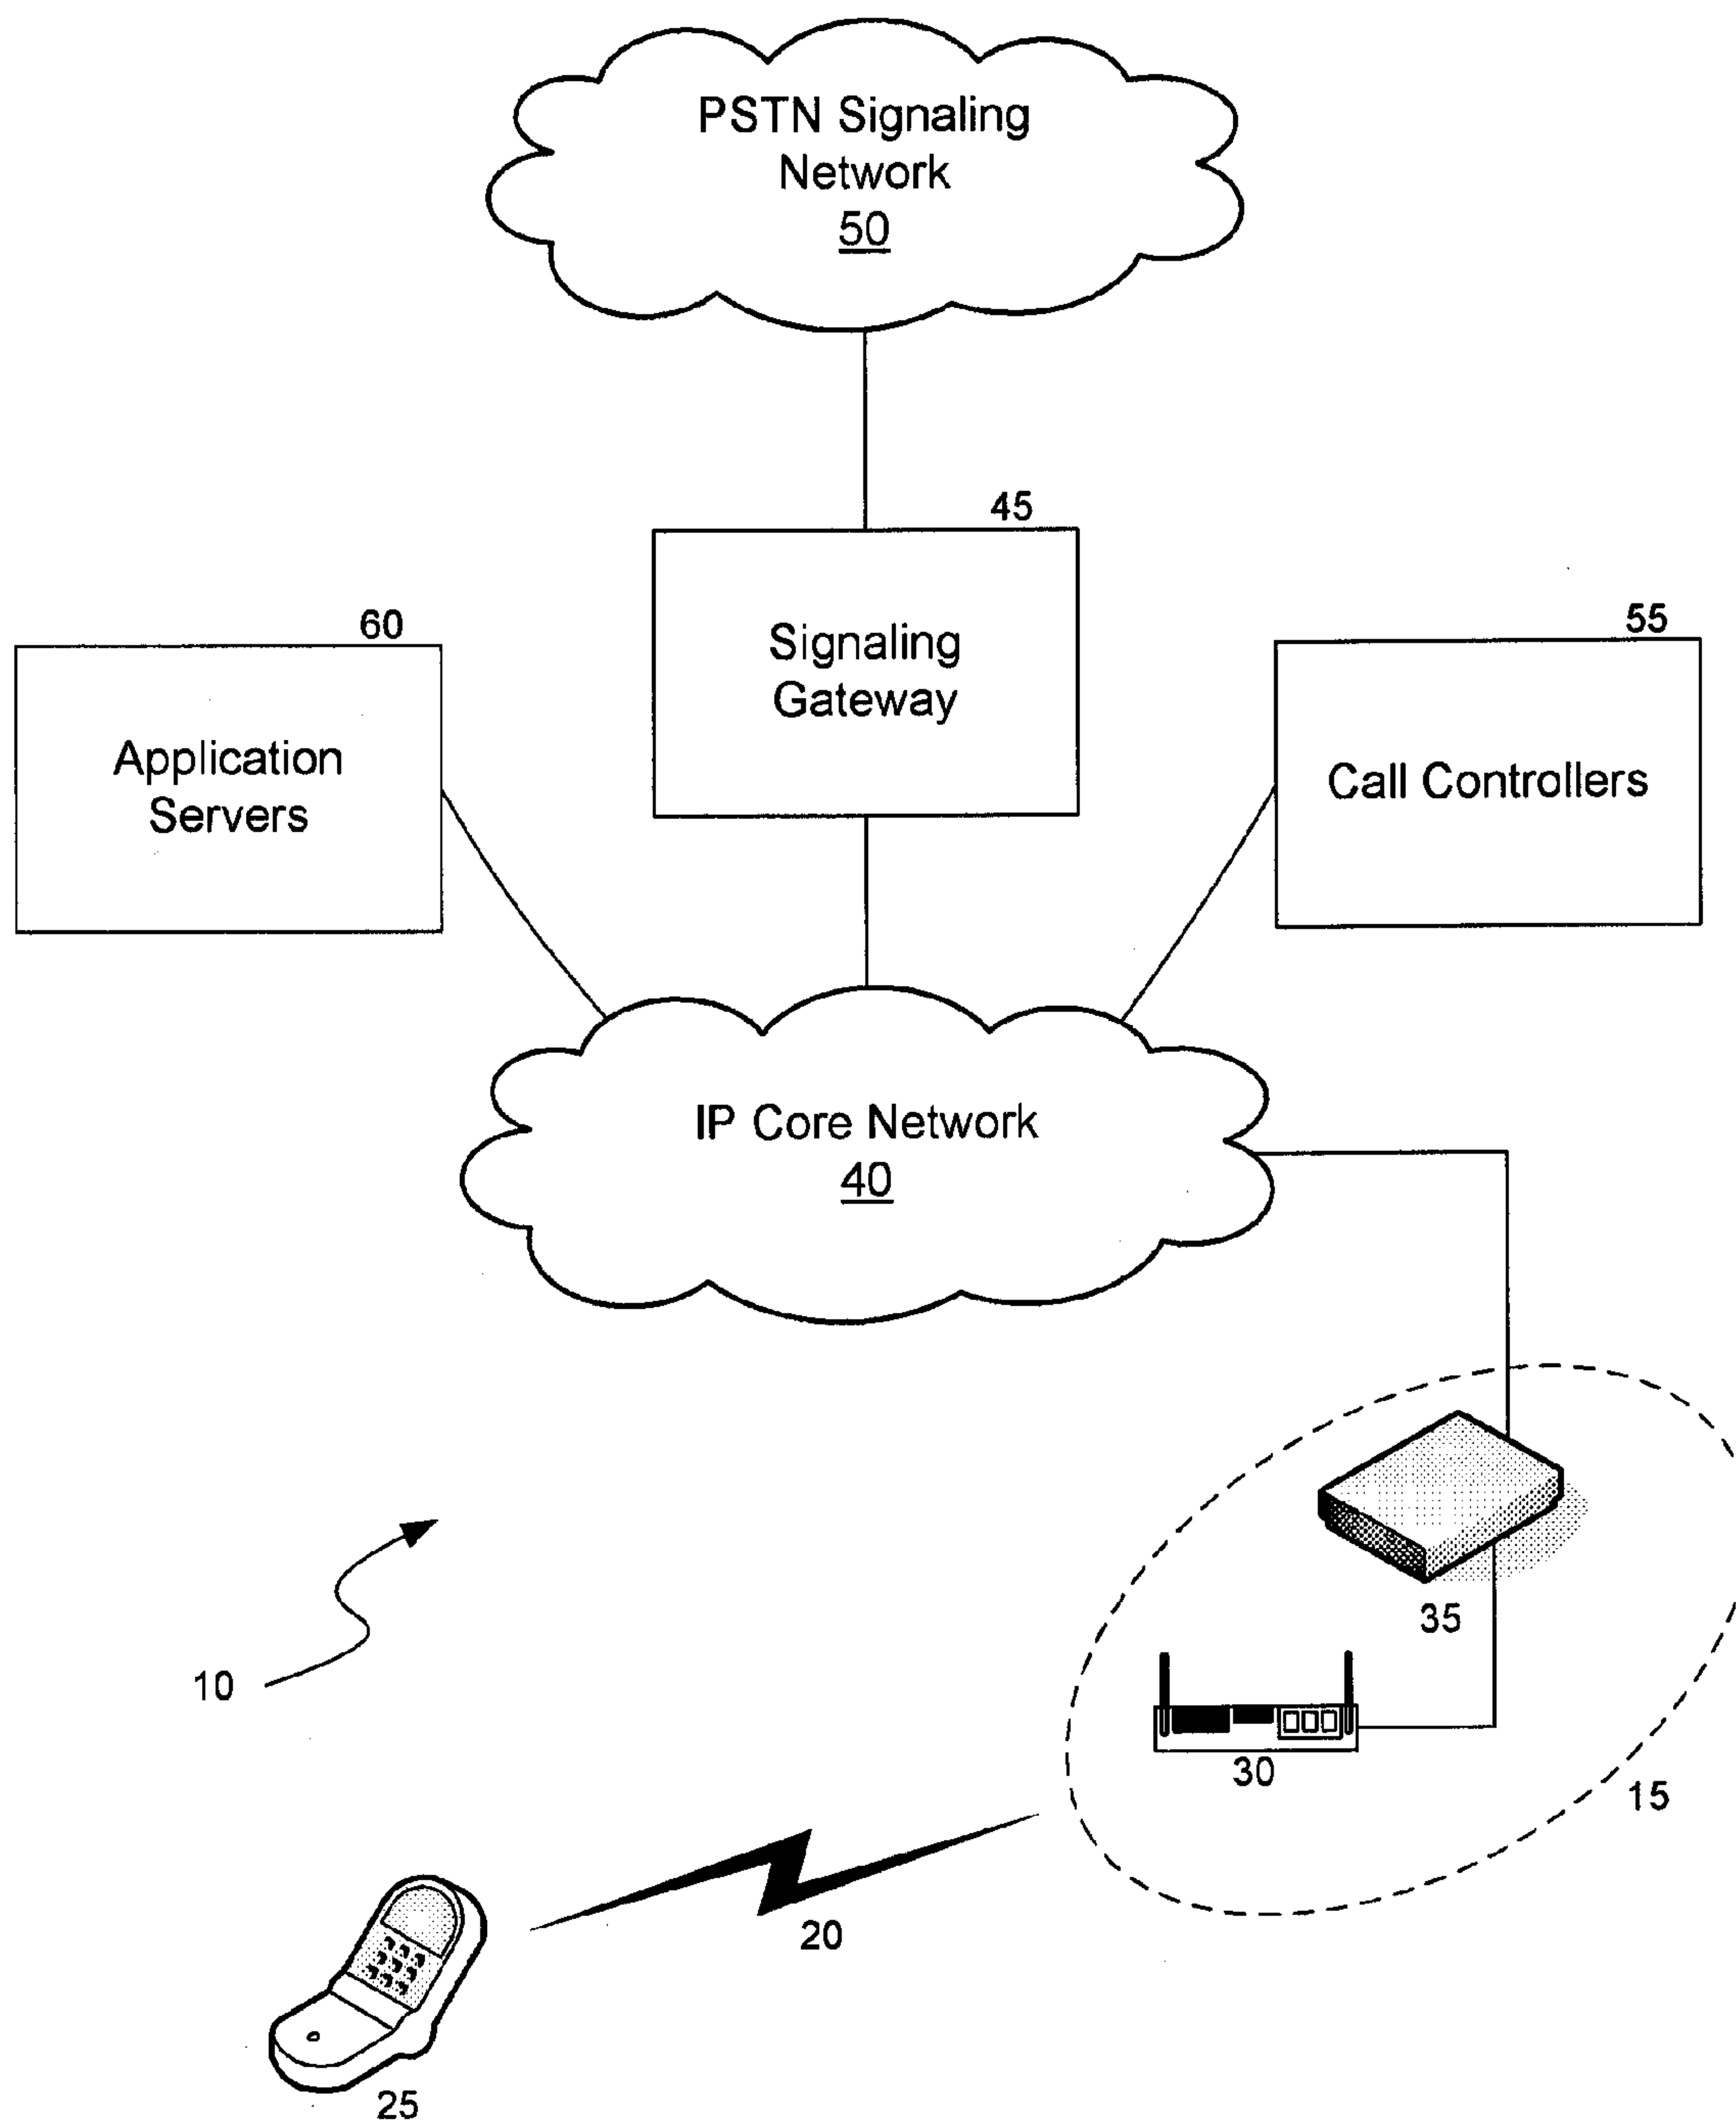 PSTN Signaling
Network
50
45
Signaling
Gateway
60
Application
Servers
55
Call Controllers
IP Core Network
40
35
10
30
15
20
25